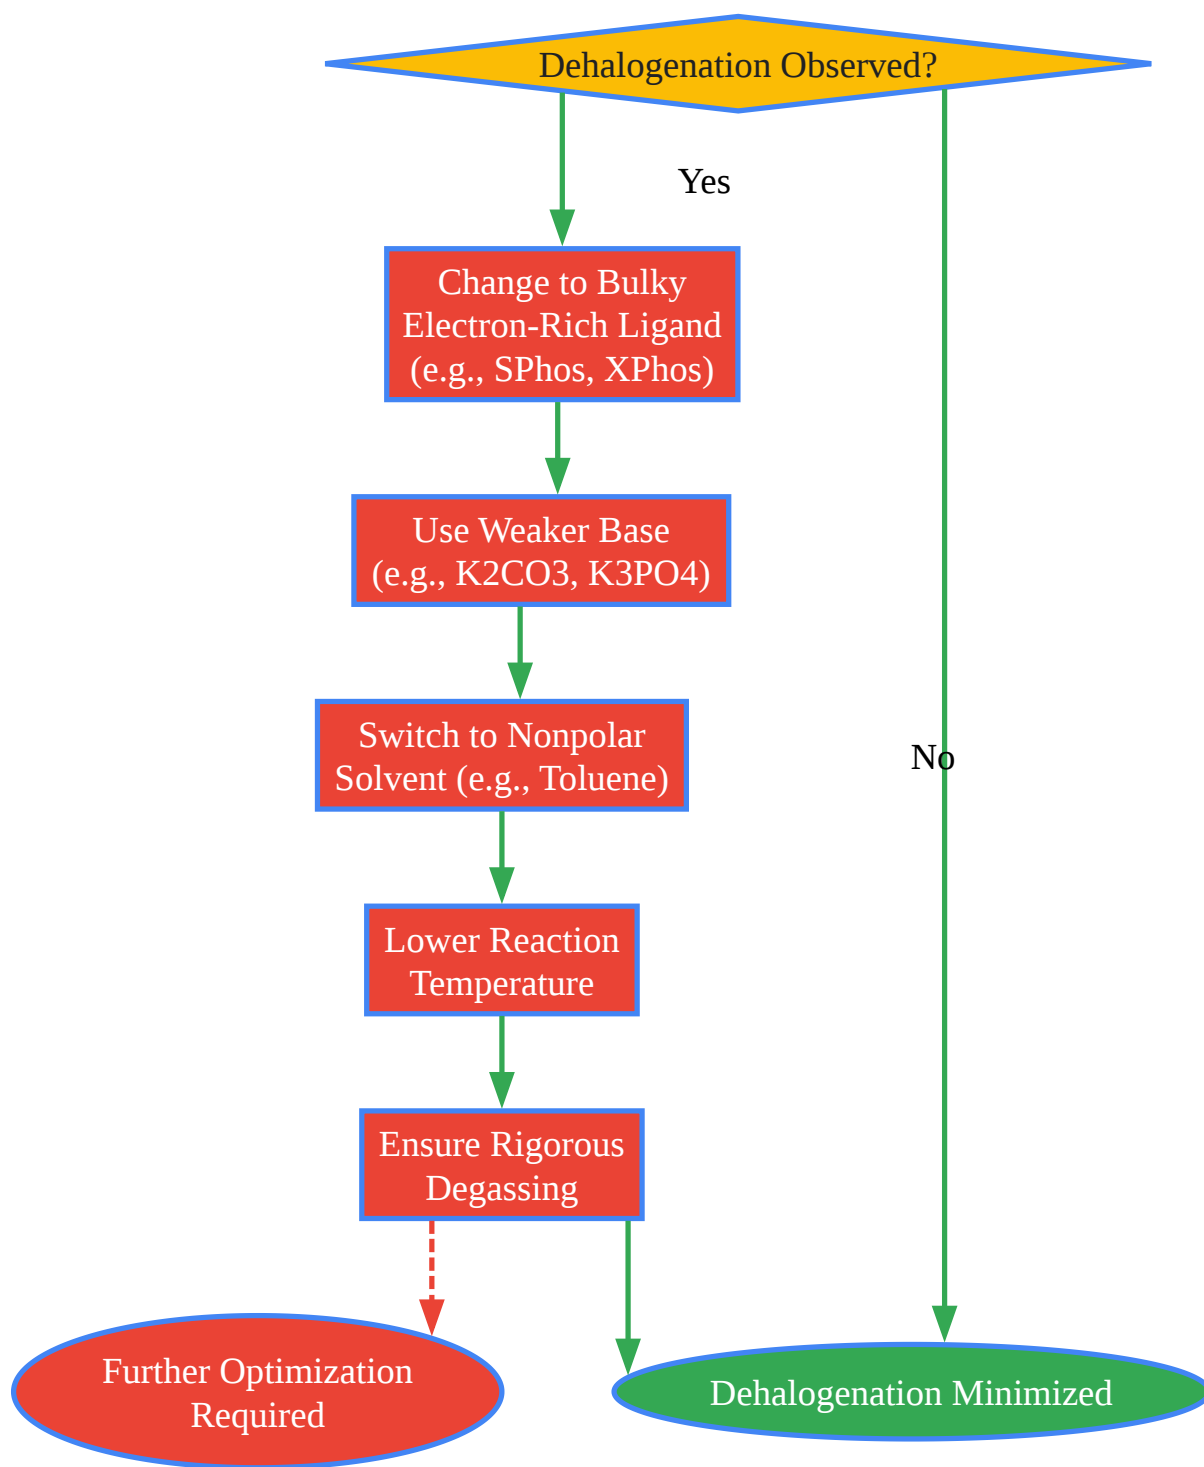 Dehalogenation Observed?
Yes
Change to Bulky
Electron-Rich Ligand
(e.g., SPhos, XPhos)
Use Weaker Base
(e.g., K2CO3, K3PO4)
Switch to Nonpolar
Solvent (e.g., Toluene)
No
Lower Reaction
Temperature
Ensure Rigorous
Degassing
Further Optimization
Required
Dehalogenation Minimized